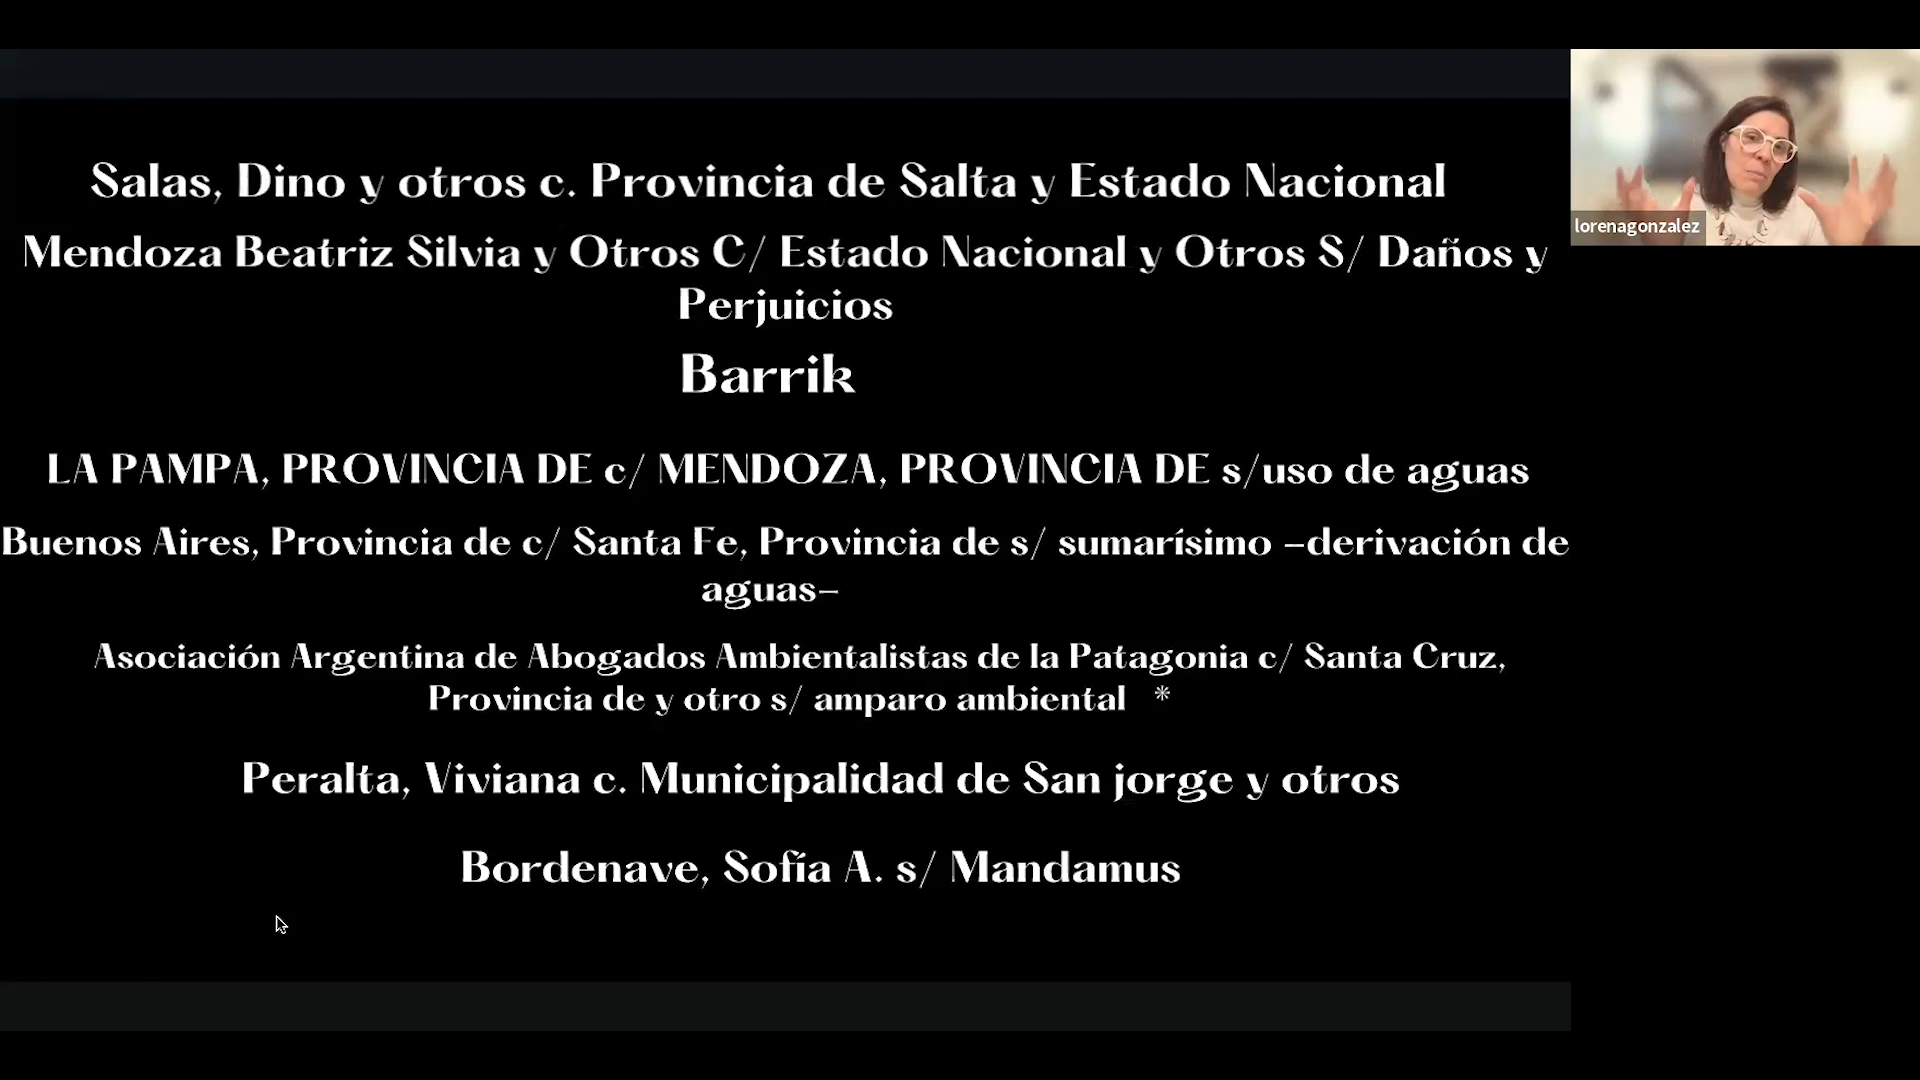 Salas, Dino y otros c. Provincia de Salta y Estado Nacional
Mendoza Beatriz Silvia y Otros C/ Estado Nacional y Otros S/ Daños y
Perjuicios
Barrik
LA PAMPA, PROVINCIA DE c/ MENDOZA, PROVINCIA DE s/uso de aguas
Buenos Aires, Provincia de c/ Santa Fe, Provincia de s/ sumarísimo –derivación de
aguas–
Asociación Argentina de Abogados Ambientalistas de la Patagonia c/ Santa Cruz,
Provincia de y otro s/ amparo ambiental *
Peralta, Viviana c. Municipalidad de San jorge y otros
Bordenave, Sofía A. s/ Mandamus
lorenagonzalez